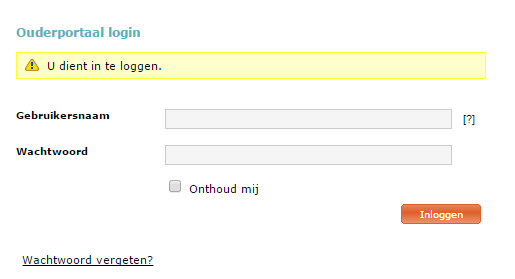 Ouderportaal login
U dient in te loggen.
Gebruikersnaam [?]
Wachtwoord
Onthoud mij
Inloggen
Wachtwoord vergeten?